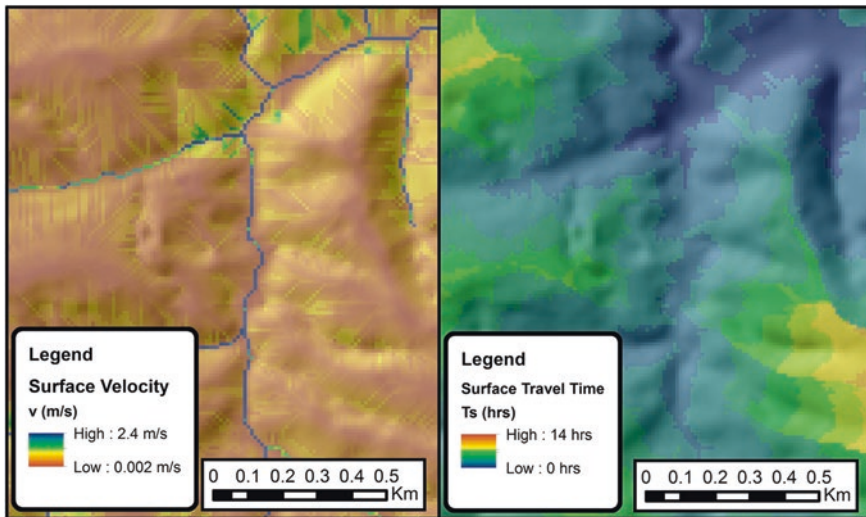 Legend
Surface Velocity
v (m/s)
High : 2.4 m/s
Low : 0.002 m/s
0 0.1 0.2 0.3 0.4 0.5
Km
Legend
Surface Travel Time
Ts (hrs)
High : 14 hrs
Low : 0 hrs
0 0.1 0.2 0.3 0.4 0.5
Km